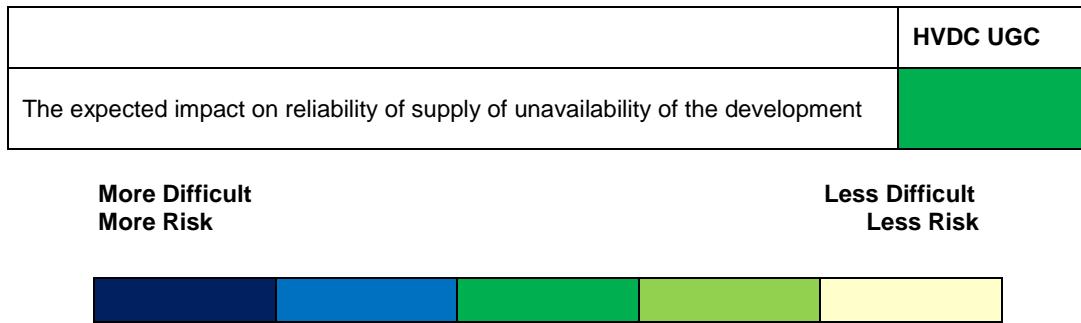 HVDC UGC
The expected impact on reliability of supply of unavailability of the development
More Difficult
More Risk
Less Difficult
Less Risk